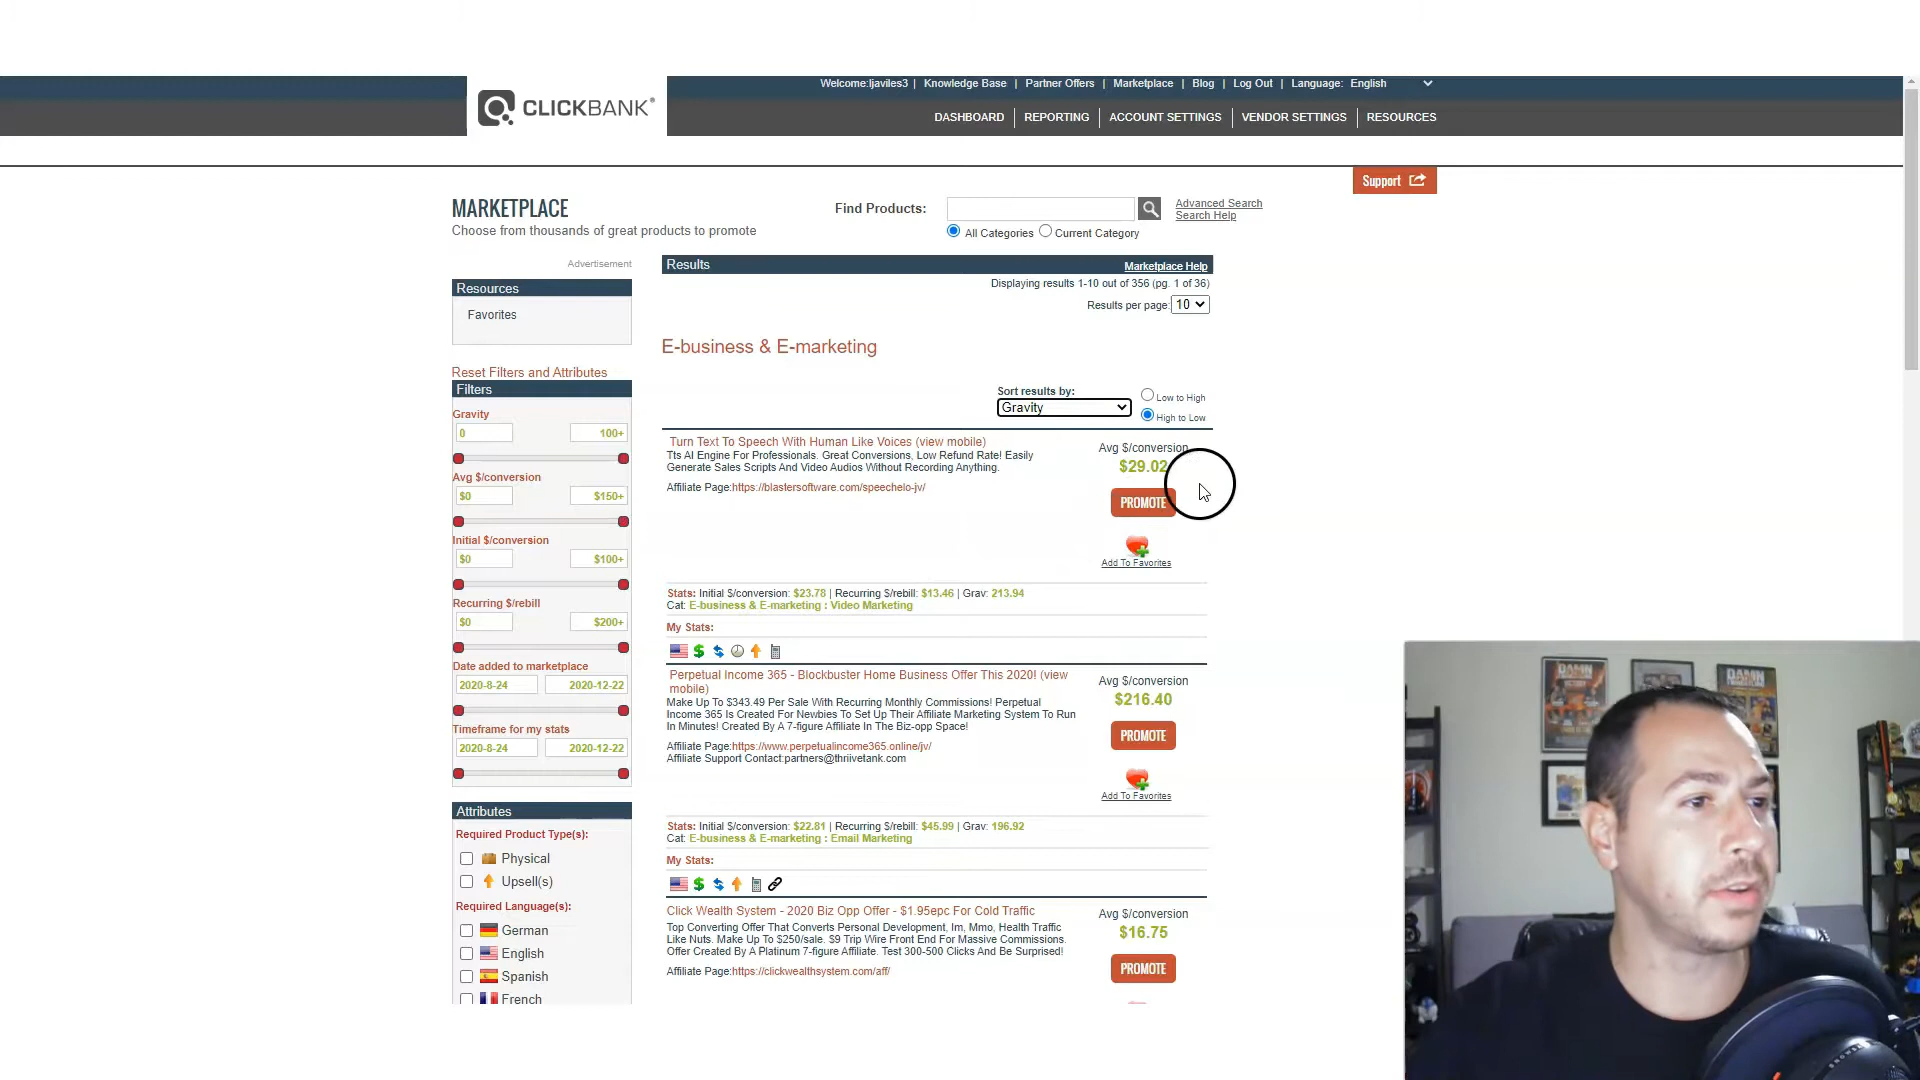 Welcome:ljaviles3 | Knowledge Base | Partner Offers | Marketplace | Blog | Log Out | Language: English
CLICKBANK®
DASHBOARD | REPORTING | ACCOUNT SETTINGS | VENDOR SETTINGS | RESOURCES
Support
MARKETPLACE
Choose from thousands of great products to promote
Find Products:
Advanced Search
Search Help
All Categories Current Category
Advertisement
Resources
Favorites
Reset Filters and Attributes
Filters
Gravity
0 100+
Avg $/conversion
$0 $150+
Initial $/conversion
$0 $100+
Recurring $/rebill
$0 $200+
Date added to marketplace
2020-8-24 2020-12-22
Timeframe for my stats
2020-8-24 2020-12-22
Attributes
Required Product Type(s):
Physical
Upsell(s)
Required Language(s):
German
English
Spanish
French
Results Marketplace Help
Displaying results 1-10 out of 356 (pg. 1 of 36)
Results per page: 10
E-business & E-marketing
Sort results by:
Gravity
Low to High
High to Low
Turn Text To Speech With Human Like Voices (view mobile)
Tts AI Engine For Professionals. Great Conversions, Low Refund Rate! Easily
Generate Sales Scripts And Video Audios Without Recording Anything.
Affiliate Page:https://blastersoftware.com/speechelo-jv/
Avg $/conversion
$29.02
PROMOTE
Add To Favorites
Stats: Initial $/conversion: $23.78 | Recurring $/rebill: $13.46 | Grav: 213.94
Cat: E-business & E-marketing : Video Marketing
My Stats:
Perpetual Income 365 - Blockbuster Home Business Offer This 2020! (view
mobile)
Make Up To $343.49 Per Sale With Recurring Monthly Commissions! Perpetual
Income 365 Is Created For Newbies To Set Up Their Affiliate Marketing System To Run
In Minutes! Created By A 7-figure Affiliate In The Biz-opp Space!
Affiliate Page:https://www.perpetualincome365.online/jv/
Affiliate Support Contact:partners@thriivetank.com
Avg $/conversion
$216.40
PROMOTE
Add To Favorites
Stats: Initial $/conversion: $22.81 | Recurring $/rebill: $45.99 | Grav: 196.92
Cat: E-business & E-marketing : Email Marketing
My Stats:
Click Wealth System - 2020 Biz Opp Offer - $1.95epc For Cold Traffic
Top Converting Offer That Converts Personal Development, Im, Mmo, Health Traffic
Like Nuts. Make Up To $250/sale. $9 Trip Wire Front End For Massive Commissions.
Offer Created By A Platinum 7-figure Affiliate. Test 300-500 Clicks And Be Surprised!
Affiliate Page:https://clickwealthsystem.com/aff/
Avg $/conversion
$16.75
PROMOTE
DAMN
DAMN